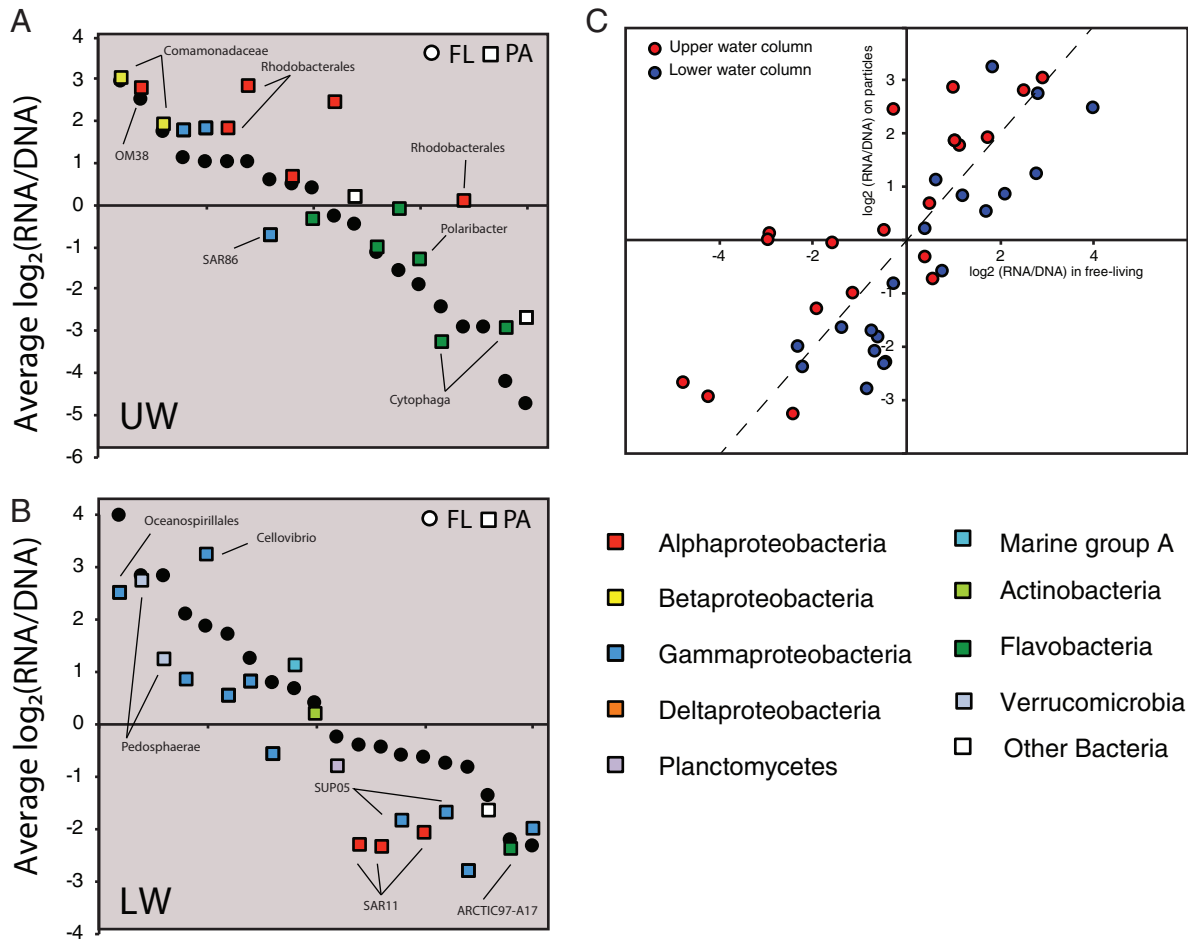 A
Average log2(RNA/DNA)
4
3
2
1
0
-1
-2
-3
-4
-5
-6
FL PA
Comamonadaceae
Rhodobacterales
OM38
Rhodobacterales
SAR86
Polaribacter
Cytophaga
UW
B
Average log2(RNA/DNA)
4
3
2
1
0
-1
-2
-3
-4
FL PA
Oceanospirillales
Cellovibrio
Pedosphaerae
SUP05
SAR11
ARCTIC97-A17
LW
C
Upper water column
Lower water column
log2 (RNA/DNA) on particles
3
2
1
-4 -2 2 4
log2 (RNA/DNA) in free-living
-1
-2
-3
Alphaproteobacteria
Betaproteobacteria
Gammaproteobacteria
Deltaproteobacteria
Planctomycetes
Marine group A
Actinobacteria
Flavobacteria
Verrucomicrobia
Other Bacteria